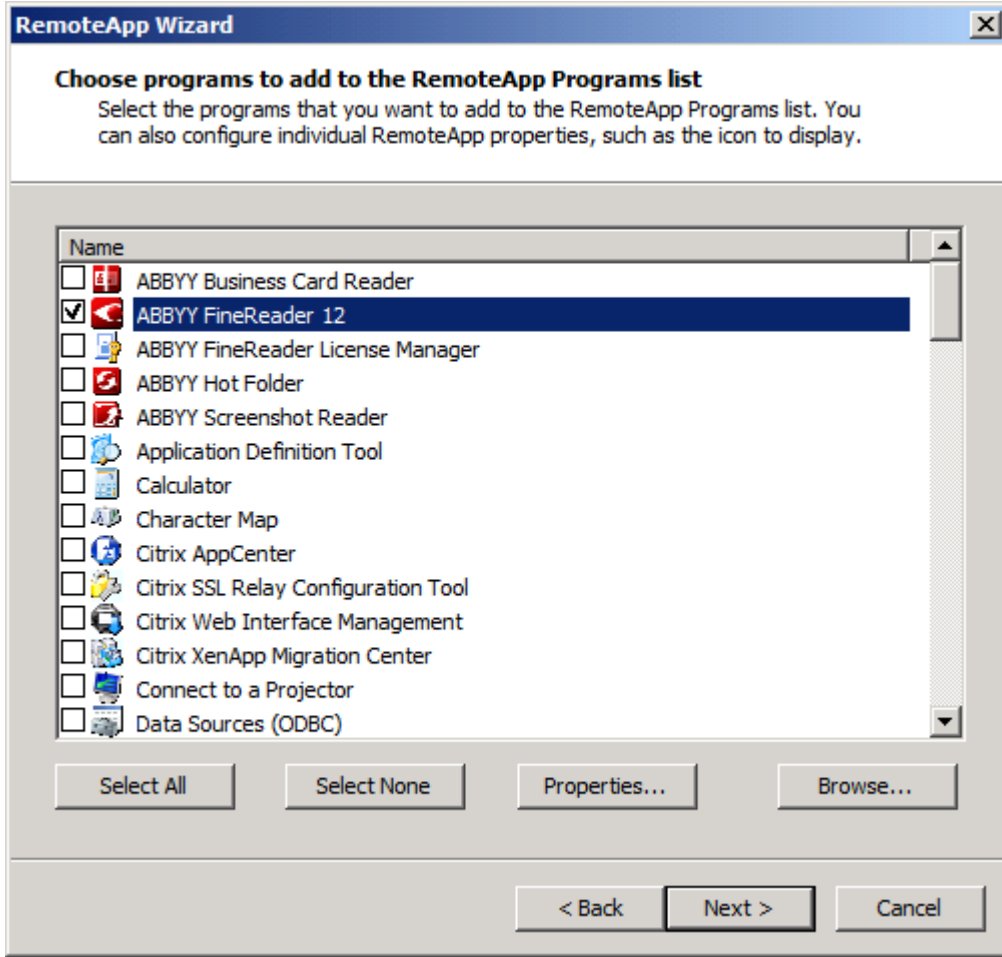 RemoteApp Wizard
Choose programs to add to the RemoteApp Programs list
Select the programs that you want to add to the RemoteApp Programs list. You
can also configure individual RemoteApp properties, such as the icon to display.
Name
ABBYY Business Card Reader
ABBYY FineReader 12
ABBYY FineReader License Manager
ABBYY Hot Folder
ABBYY Screenshot Reader
Application Definition Tool
Calculator
Character Map
Citrix AppCenter
Citrix SSL Relay Configuration Tool
Citrix Web Interface Management
Citrix XenApp Migration Center
Connect to a Projector
Data Sources (ODBC)
Select All Select None Properties... Browse...
< Back Next > Cancel